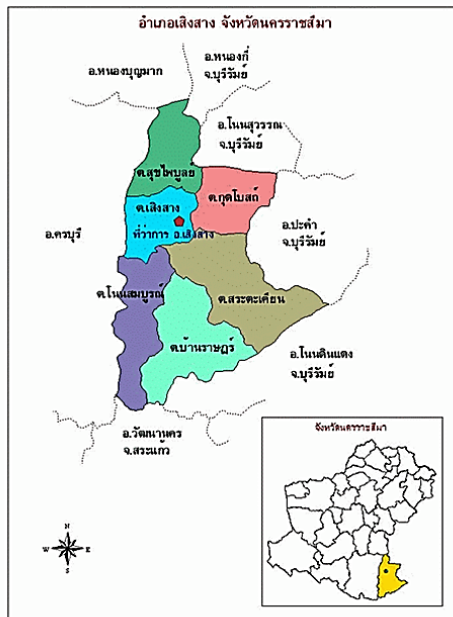 อำเภอเสิงสาง จังหวัดนครราชสีมา
อ.หนองบุญมาก
อ.หนองกี่
จ.บุรีรัมย์
อ.โนนสุวรรณ
จ.บุรีรัมย์
ต.สุขไพบูลย์
ต.กุดโบสถ์
ต.เสิงสาง
ที่ว่าการ อ.เสิงสาง
อ.ครบุรี
อ.ปะคำ
จ.บุรีรัมย์
ต.โนนสมบูรณ์
ต.สระตะเคียน
ต.บ้านราษฎร์
อ.โนนดินแดง
จ.บุรีรัมย์
อ.วัฒนานคร
จ.สระแก้ว
จังหวัดนครราชสีมา
N
W E
S